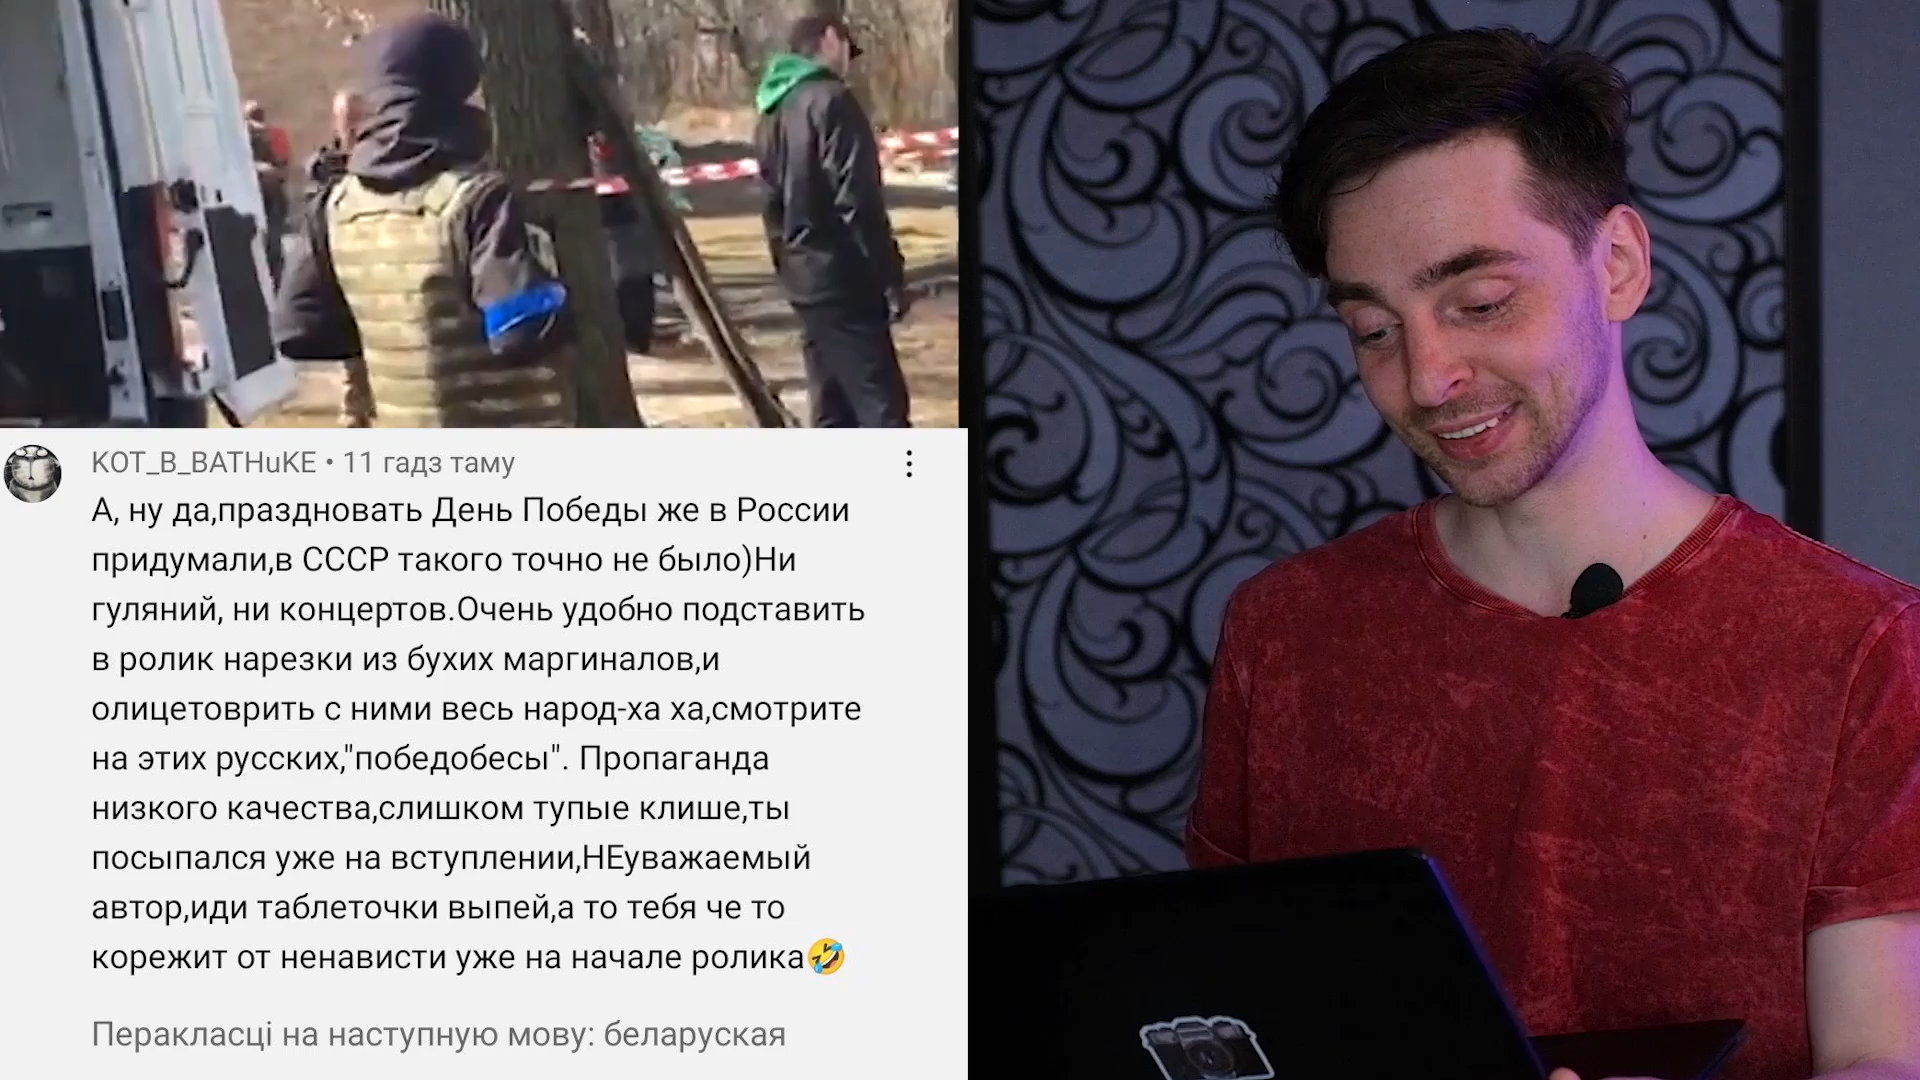 KOT_B_BATHuKE • 11 гадз таму
А, ну да,праздновать День Победы же в России
придумали,в СССР такого точно не было)Ни
гуляний, ни концертов.Очень удобно подставить
в ролик нарезки из бухих маргиналов,и
олицетоврить с ними весь народ-ха ха,смотрите
на этих русских,"победобесы". Пропаганда
низкого качества,слишком тупые клише,ты
посыпался уже на вступлении,НЕуважаемый
автор,иди таблеточки выпей,а то тебя че то
корежит от ненависти уже на начале ролика🤣
Перакласці на наступную мову: беларуская